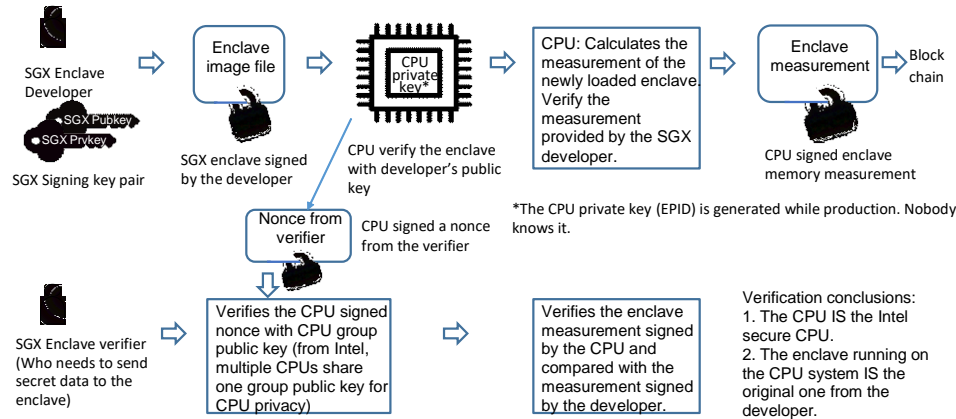 SGX Enclave
Developer
SGX Pubkey
SGX Prvkey
SGX Signing key pair
Enclave
image file
SGX enclave signed
by the developer
CPU
private
key*
CPU verify the enclave
with developer's public
key
CPU: Calculates the
measurement of the
newly loaded enclave.
Verify the
measurement
provided by the SGX
developer.
Enclave
measurement
CPU signed enclave
memory measurement
Block
chain
*The CPU private key (EPID) is generated while production. Nobody
knows it.
Nonce from
verifier
CPU signed a nonce
from the verifier
SGX Enclave verifier
(Who needs to send
secret data to the
enclave)
Verifies the CPU signed
nonce with CPU group
public key (from Intel,
multiple CPUs share
one group public key for
CPU privacy)
Verifies the enclave
measurement signed
by the CPU and
compared with the
measurement signed
by the developer.
Verification conclusions:
1. The CPU IS the Intel
secure CPU.
2. The enclave running on
the CPU system IS the
original one from the
developer.